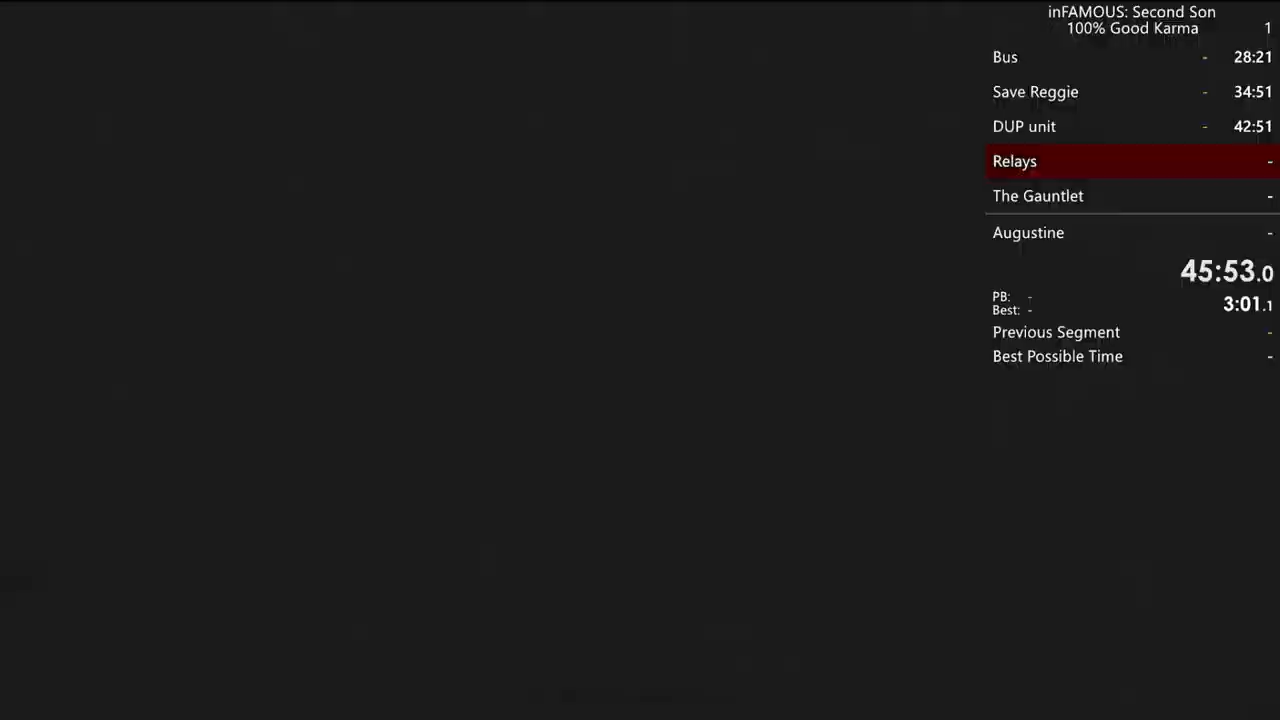 inFAMOUS: Second Son
100% Good Karma 1
Bus - 28:21
Save Reggie - 34:51
DUP unit - 42:51
Relays -
The Gauntlet -
Augustine -
45:53.0
PB: - 3:01.1
Best: -
Previous Segment -
Best Possible Time -